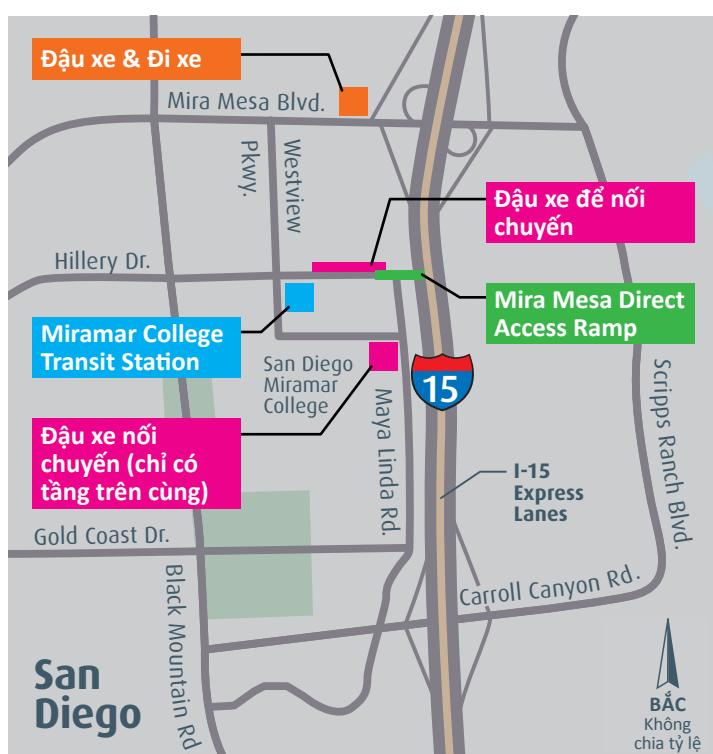 Đậu xe & Đi xe
Mira Mesa Blvd.
Westview
Pkwy.
Đậu xe để nối
chuyến
Hillery Dr.
Mira Mesa Direct
Access Ramp
Miramar College
Transit Station
San Diego
Miramar
College
15
Maya Linda Rd.
Scripps Ranch Blvd.
Đậu xe nối
chuyến (chỉ có
tầng trên cùng)
I-15
Express
Lanes
Gold Coast Dr.
Black Mountain Rd
Carroll Canyon Rd.
San
Diego
BẮC
Không
chia tỷ lệ